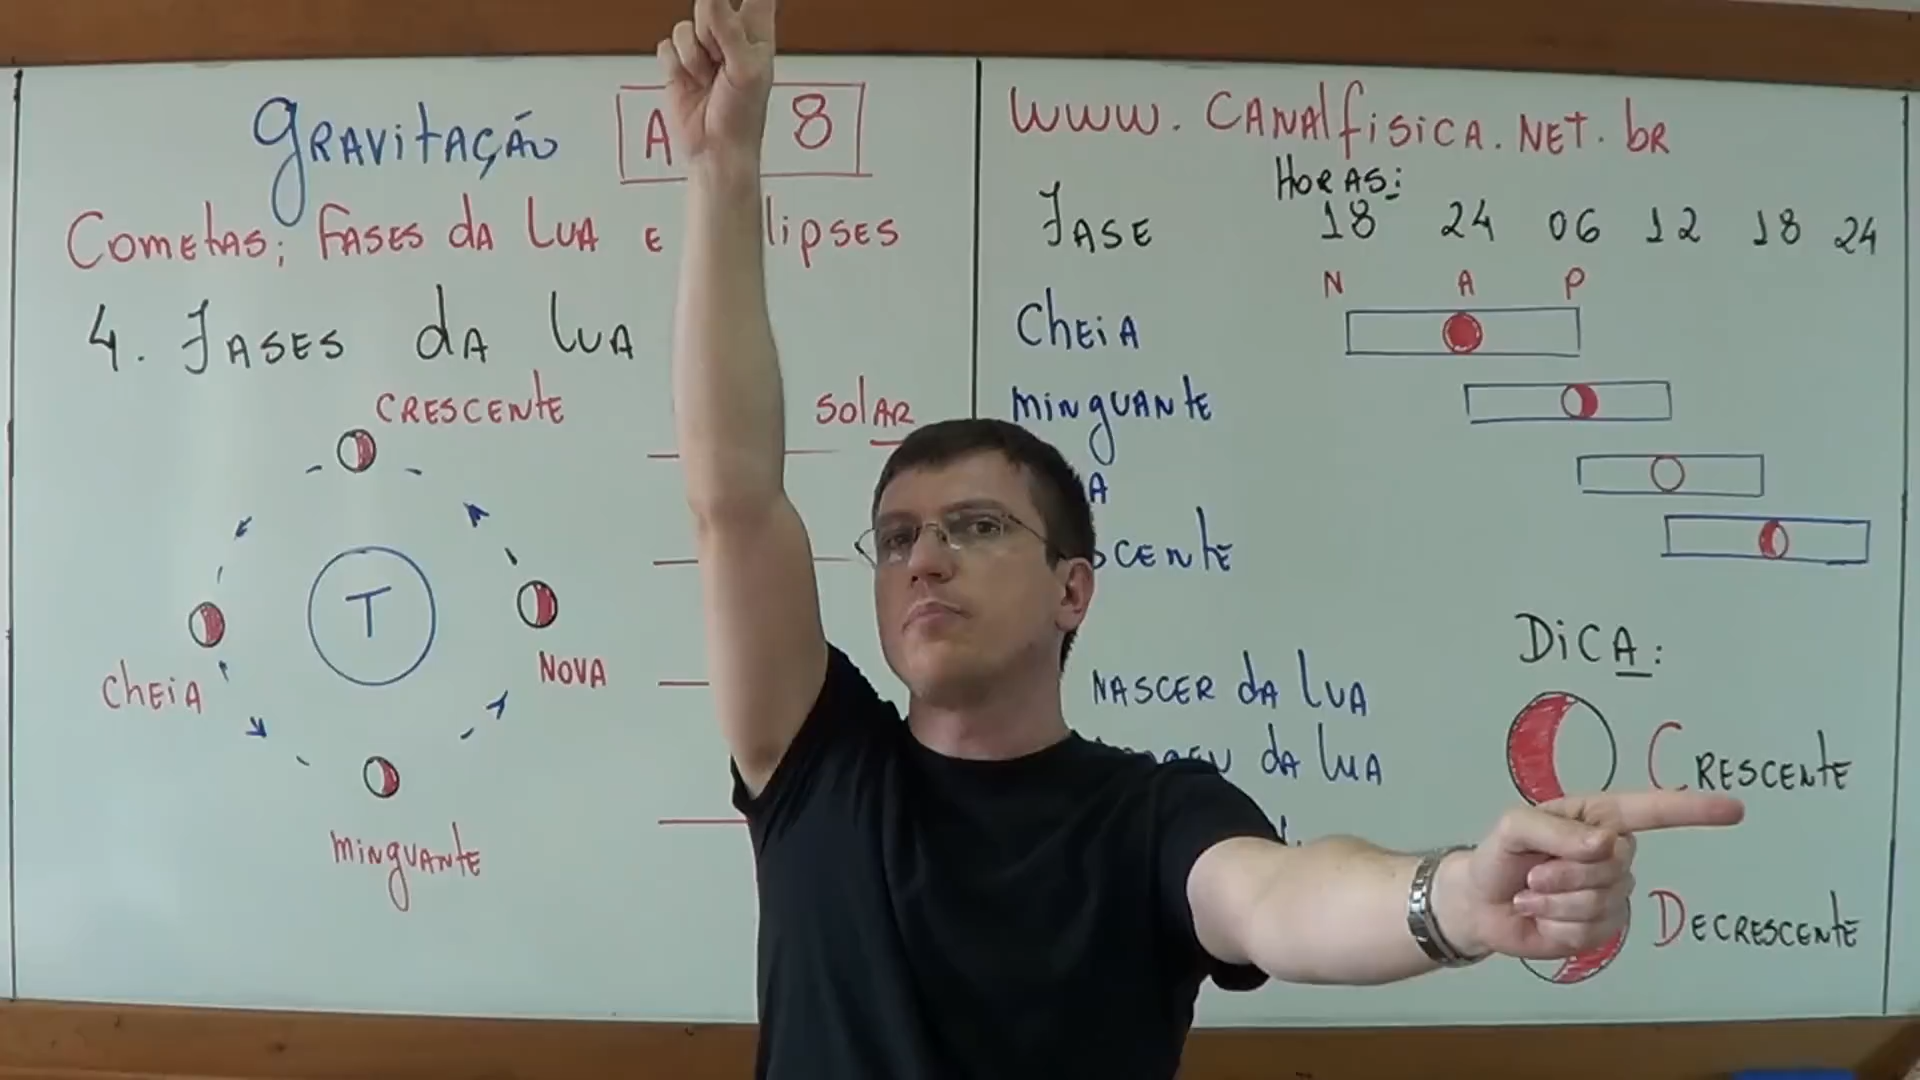 Gravitação
A 8
Cometas; Fases da Lua e lipses
4. Fases da Lua
Crescente
Solar
Cheia
T
Nova
Minguante
www.canalfisica.net.br
Horas:
Fase 18 24 06 12 18 24
N A P
Cheia
Minguante
A
scente
Nascer da Lua
da Lua
Dica:
Crescente
Decrescente